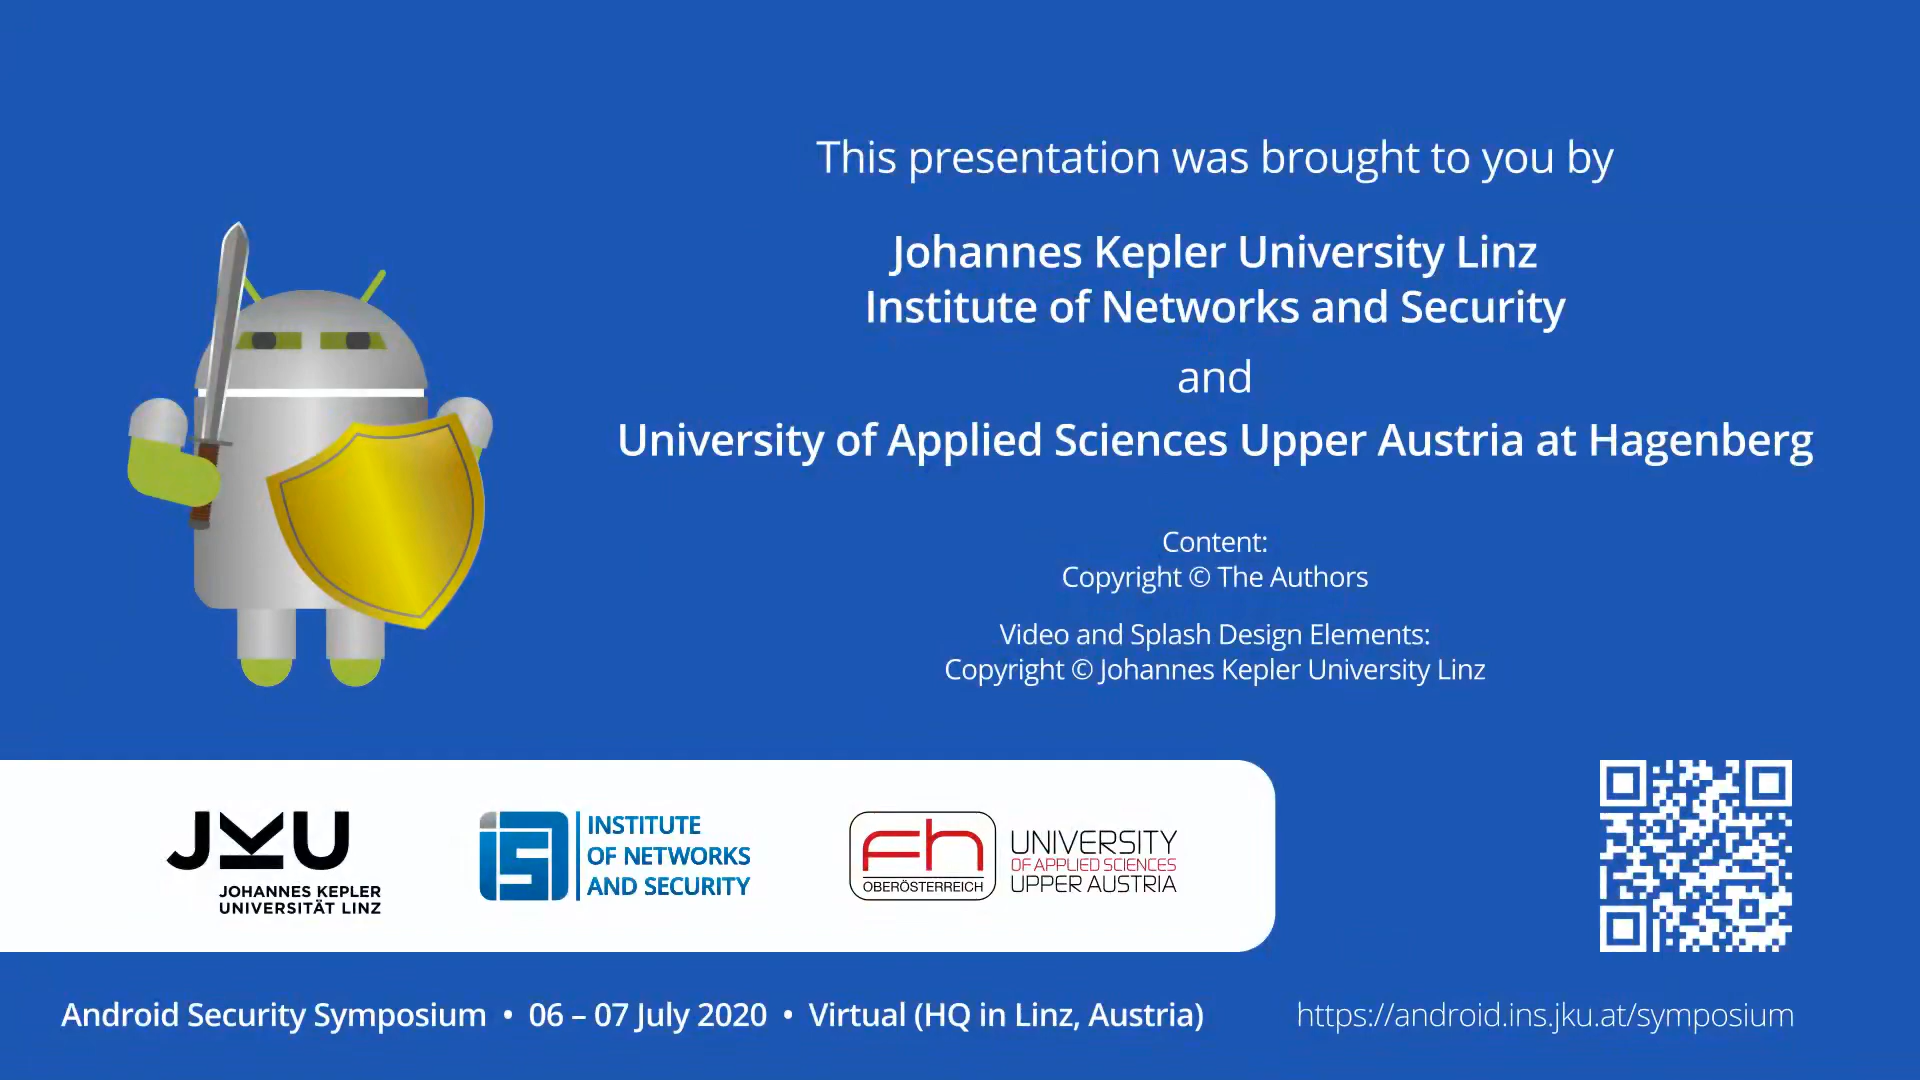 This presentation was brought to you by
Johannes Kepler University Linz
Institute of Networks and Security
and
University of Applied Sciences Upper Austria at Hagenberg
Content:
Copyright © The Authors
Video and Splash Design Elements:
Copyright © Johannes Kepler University Linz
JKU
JOHANNES KEPLER
UNIVERSITÄT LINZ
INSTITUTE
OF NETWORKS
AND SECURITY
fh
OBERÖSTERREICH
UNIVERSITY
OF APPLIED SCIENCES
UPPER AUSTRIA
Android Security Symposium • 06 – 07 July 2020 • Virtual (HQ in Linz, Austria)
https://android.ins.jku.at/symposium